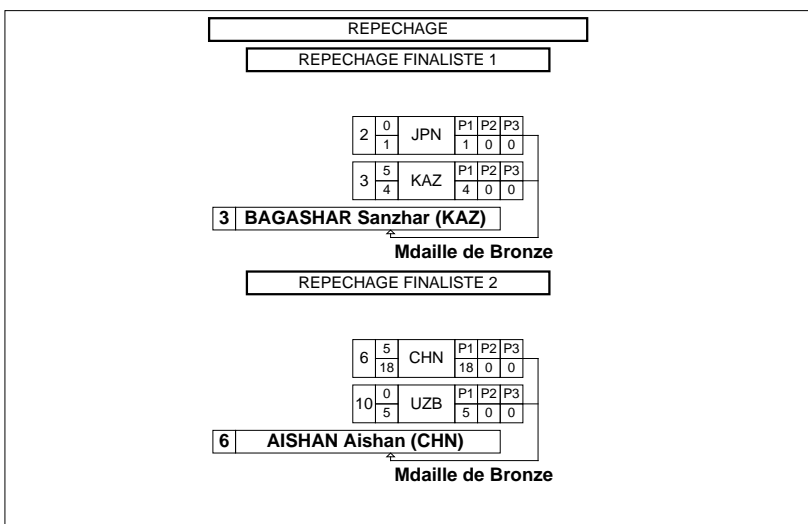 REPECHAGE
REPECHAGE FINALISTE 1
2 0 JPN P1 P2 P3
1 1 0 0
3 5 KAZ P1 P2 P3
4 4 0 0
3 BAGASHAR Sanzhar (KAZ)
Mdaille de Bronze
REPECHAGE FINALISTE 2
6 5 CHN P1 P2 P3
18 18 0 0
10 0 UZB P1 P2 P3
5 5 0 0
6 AISHAN Aishan (CHN)
Mdaille de Bronze